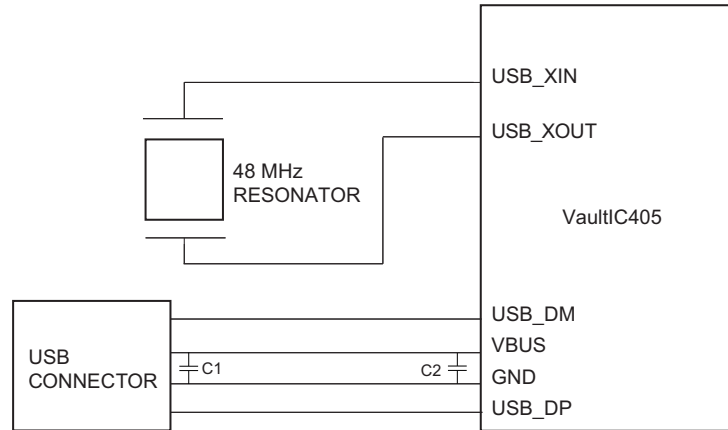 USB_XIN
USB_XOUT
48 MHz
RESONATOR
VaultIC405
USB_DM
USB
CONNECTOR
VBUS
C1
C2
GND
USB_DP